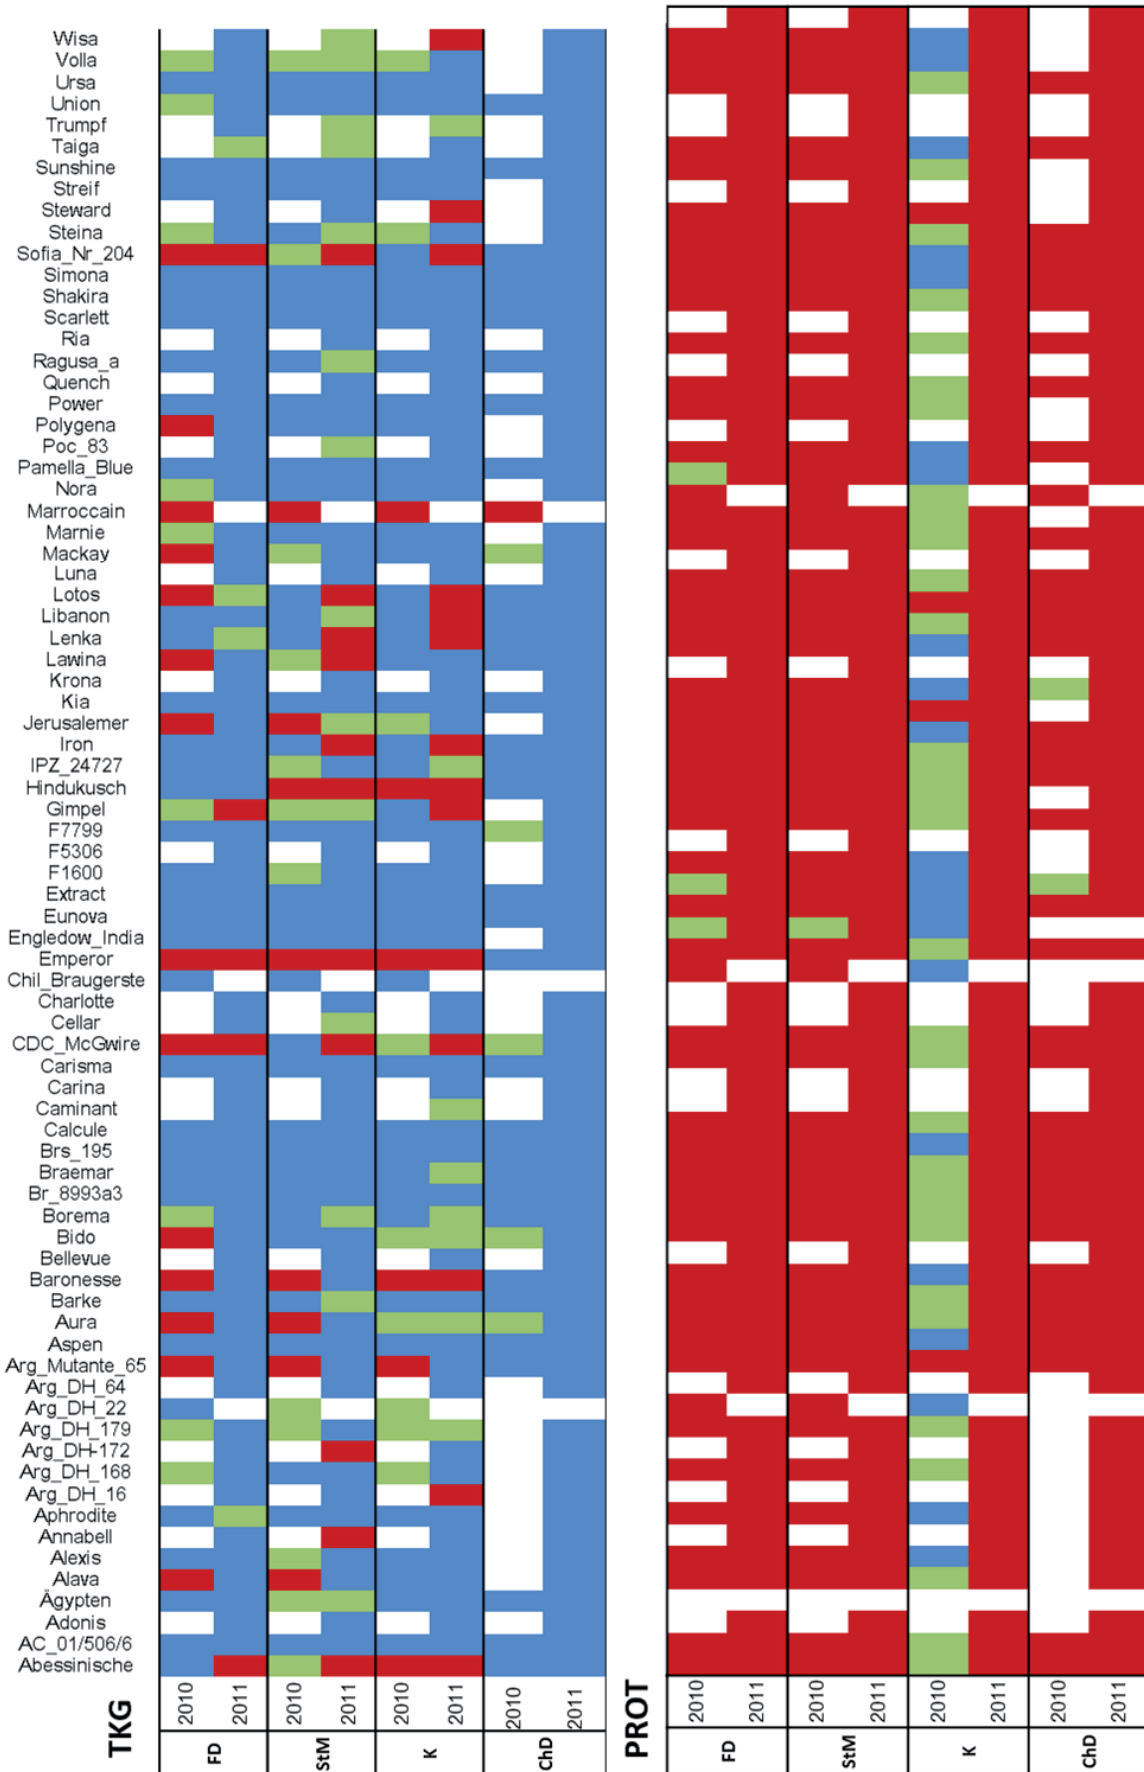 Wisa
Volla
Ursa
Union
Trumpf
Taiga
Sunshine
Streif
Steward
Steina
Sofia_Nr_204
Simona
Shakira
Scarlett
Ria
Ragusa_a
Quench
Power
Polygena
Poc_83
Pamella_Blue
Nora
Marroccain
Marnie
Mackay
Luna
Lotos
Libanon
Lenka
Lawina
Krona
Kia
Jerusalemer
Iron
IPZ_24727
Hindukusch
Gimpel
F7799
F5306
F1600
Extract
Eunova
Engledow_India
Emperor
Chil_Braugerste
Charlotte
Cellar
CDC_McGwire
Carisma
Carina
Caminant
Calcule
Brs_195
Braemar
Br_8993a3
Borema
Bido
Bellevue
Baronesse
Barke
Aura
Aspen
Arg_Mutante_65
Arg_DH_64
Arg_DH_22
Arg_DH_179
Arg_DH-172
Arg_DH_168
Arg_DH_16
Aphrodite
Annabell
Alexis
Alava
Ägypten
Adonis
AC_01/506/6
Abessinische
TKG
2010 2011 2010 2011 2010 2011 2010 2011
FD StM K ChD
PROT
2010 2011 2010 2011 2010 2011 2010 2011
FD StM K ChD